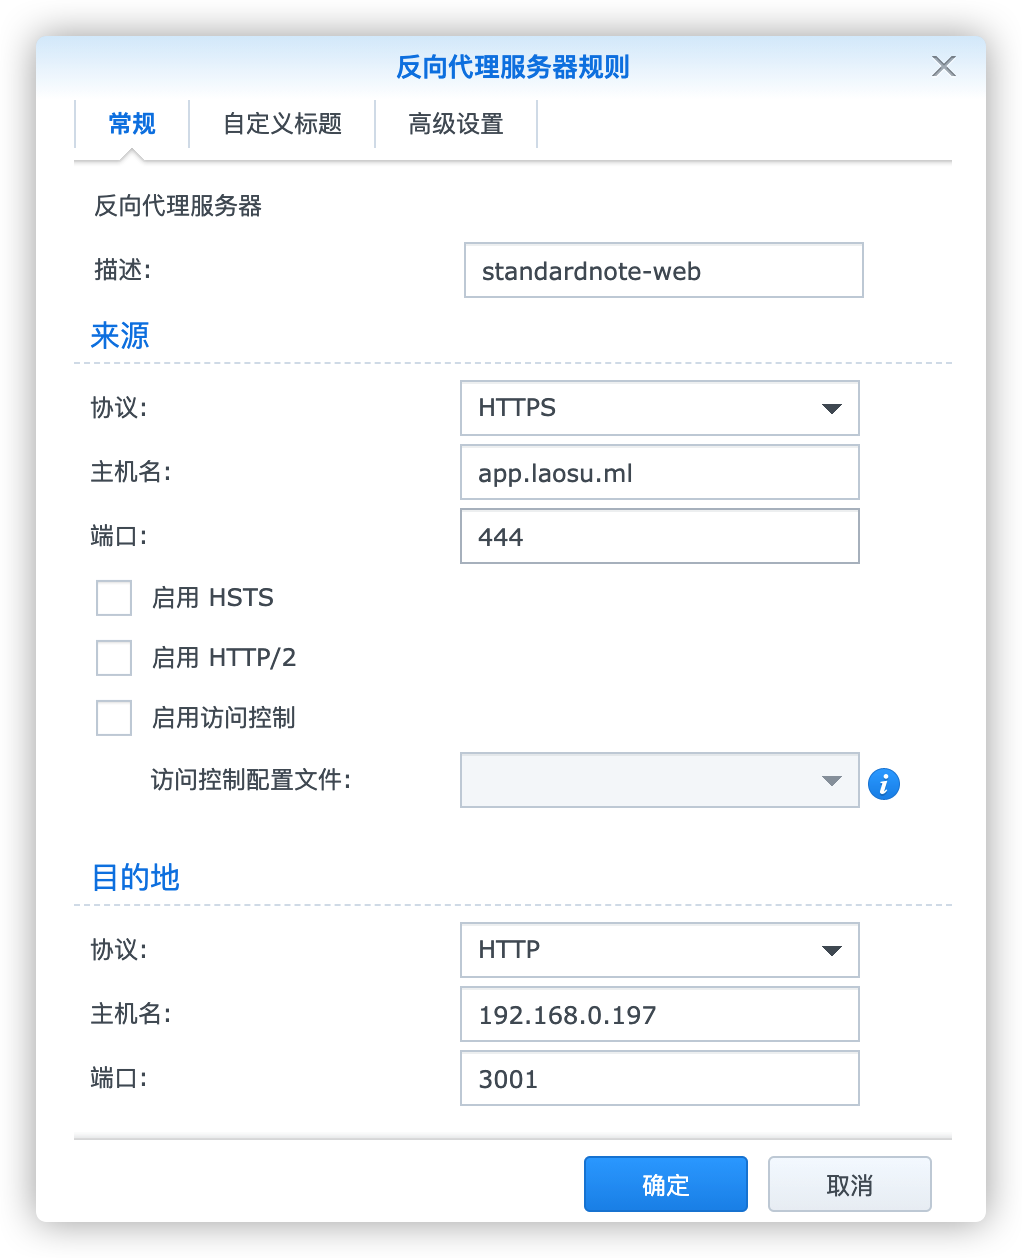 反向代理服务器规则
常规 自定义标题 高级设置
反向代理服务器
描述: standardnote-web
来源
协议: HTTPS
主机名: app.laosu.ml
端口: 444
启用 HSTS
启用 HTTP/2
启用访问控制
访问控制配置文件:
目的地
协议: HTTP
主机名: 192.168.0.197
端口: 3001
确定 取消